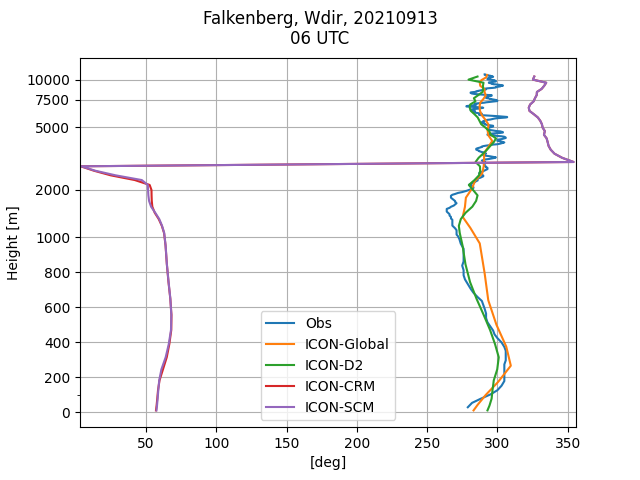 Falkenberg, Wdir, 20210913
06 UTC
Height [m]
10000
7500
5000
2000
1000
800
600
400
200
0
Obs
ICON-Global
ICON-D2
ICON-CRM
ICON-SCM
50
100
150
200
250
300
350
[deg]